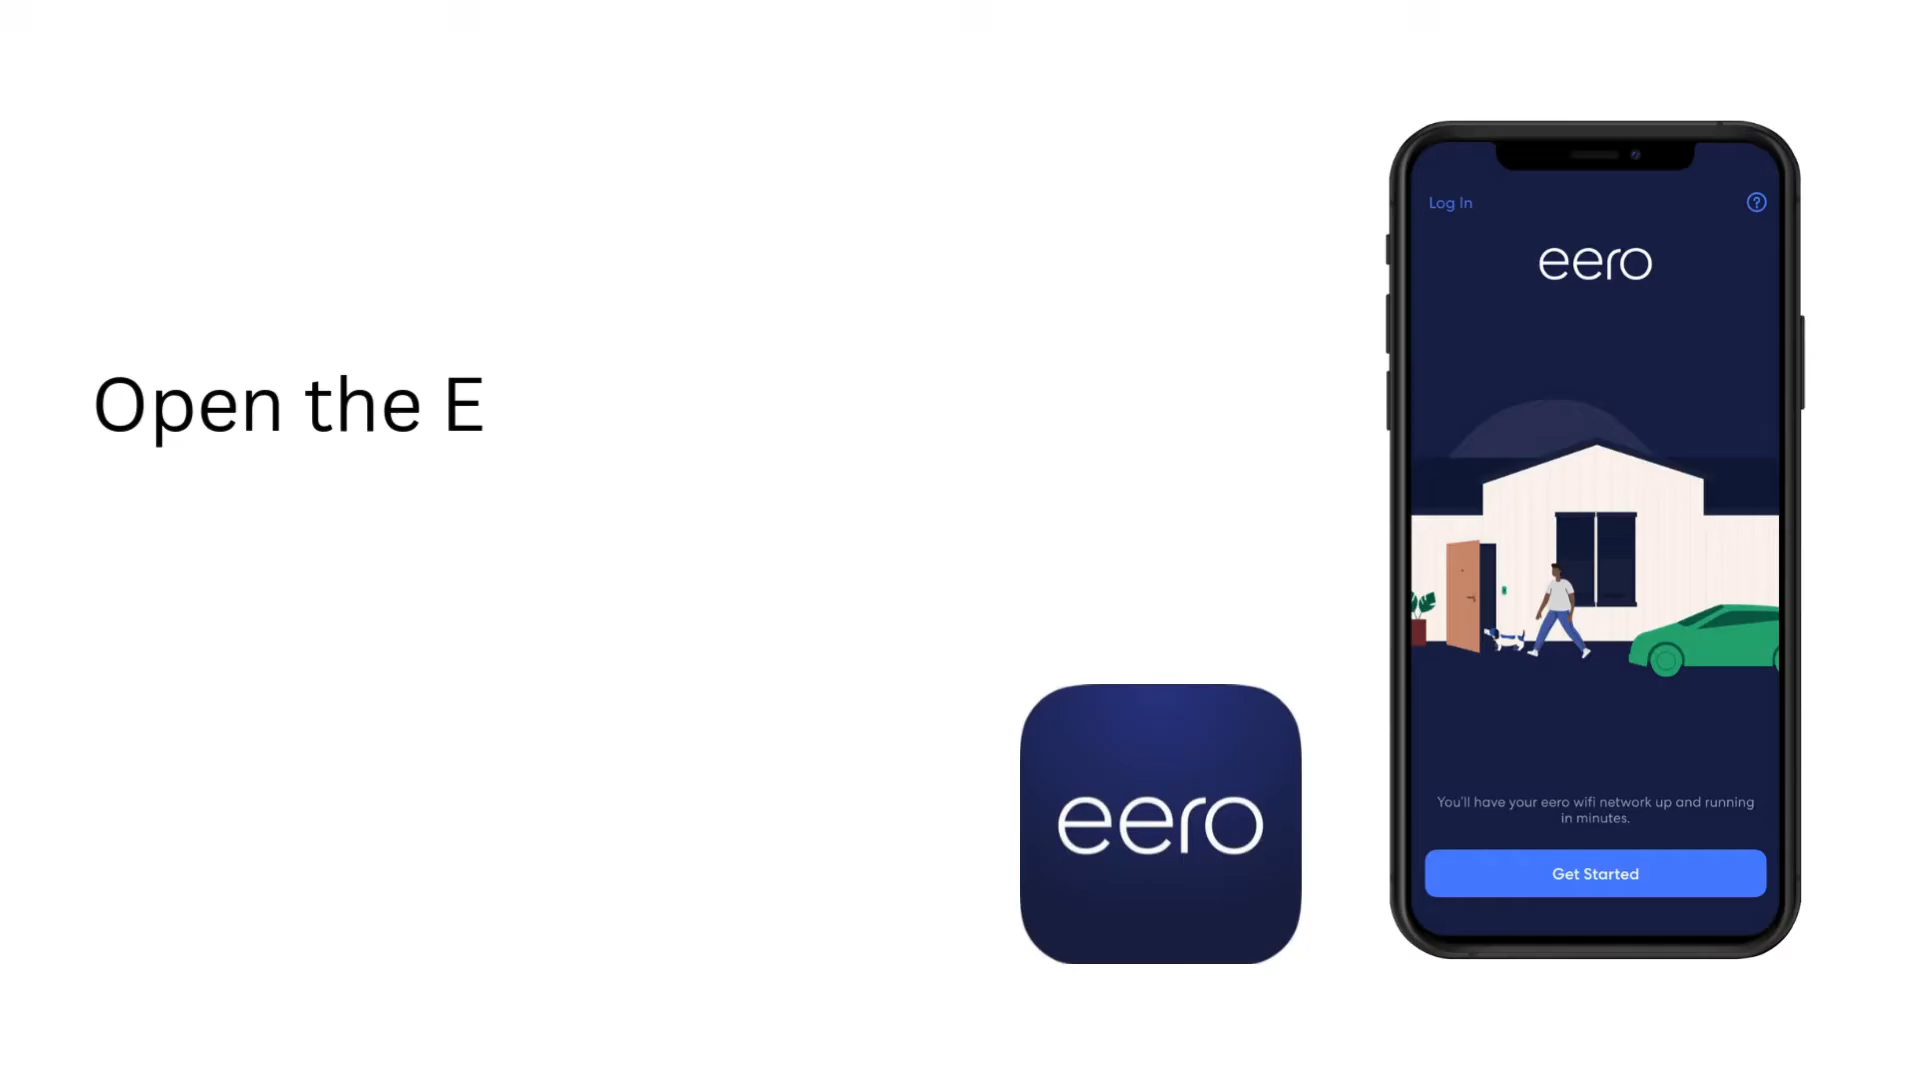 Open the E
Log In
?
eero
You'll have your eero wifi network up and running
in minutes.
Get Started
eero